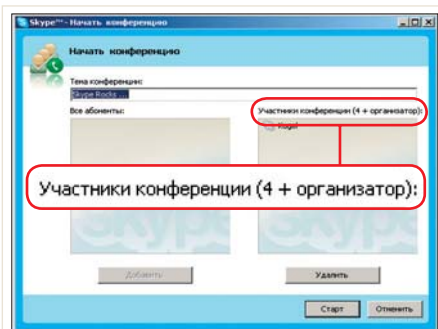 Skype™ - Начать конференцию
Начать конференцию
Тема конференции:
Skype Rocks ...
Все абоненты:
Участники конференции (4 + организатор):
Kugel
Участники конференции (4 + организатор):
Добавить
Удалить
Старт
Отменить